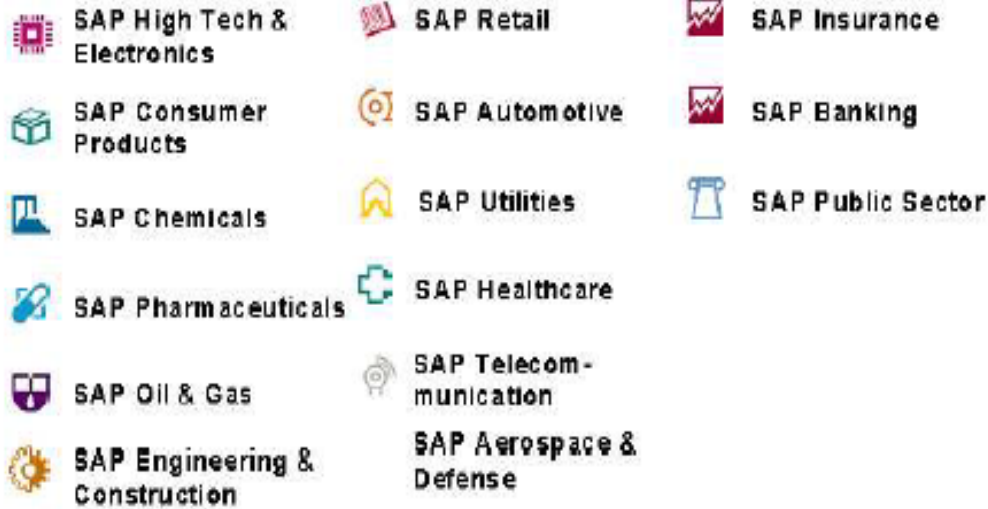 SAP High Tech &
Electronics
SAP Consumer
Products
SAP Chemicals
SAP Pharmaceuticals
SAP Oil & Gas
SAP Engineering &
Construction
SAP Retail
SAP Automotive
SAP Utilities
SAP Healthcare
SAP Telecom-
munication
SAP Aerospace &
Defense
SAP Insurance
SAP Banking
SAP Public Sector